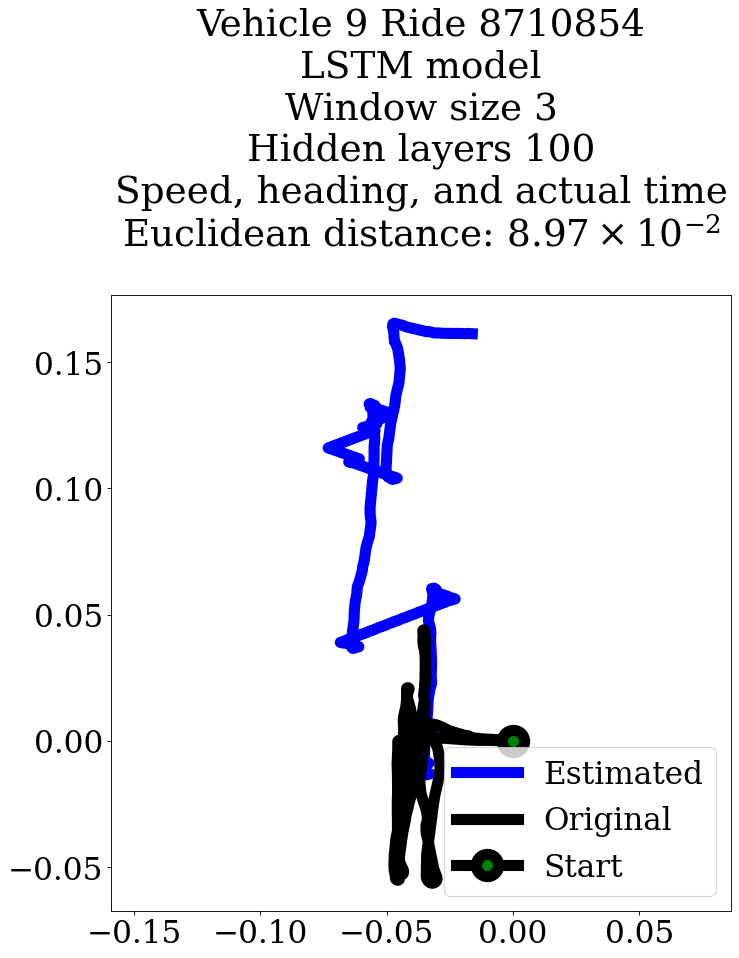 Vehicle 9 Ride 8710854
LSTM model
Window size 3
Hidden layers 100
Speed, heading, and actual time
Euclidean distance: 8.97 × 10⁻²
0.15
0.10
0.05
0.00
−0.05
Estimated
Original
Start
−0.15 −0.10 −0.05 0.00 0.05